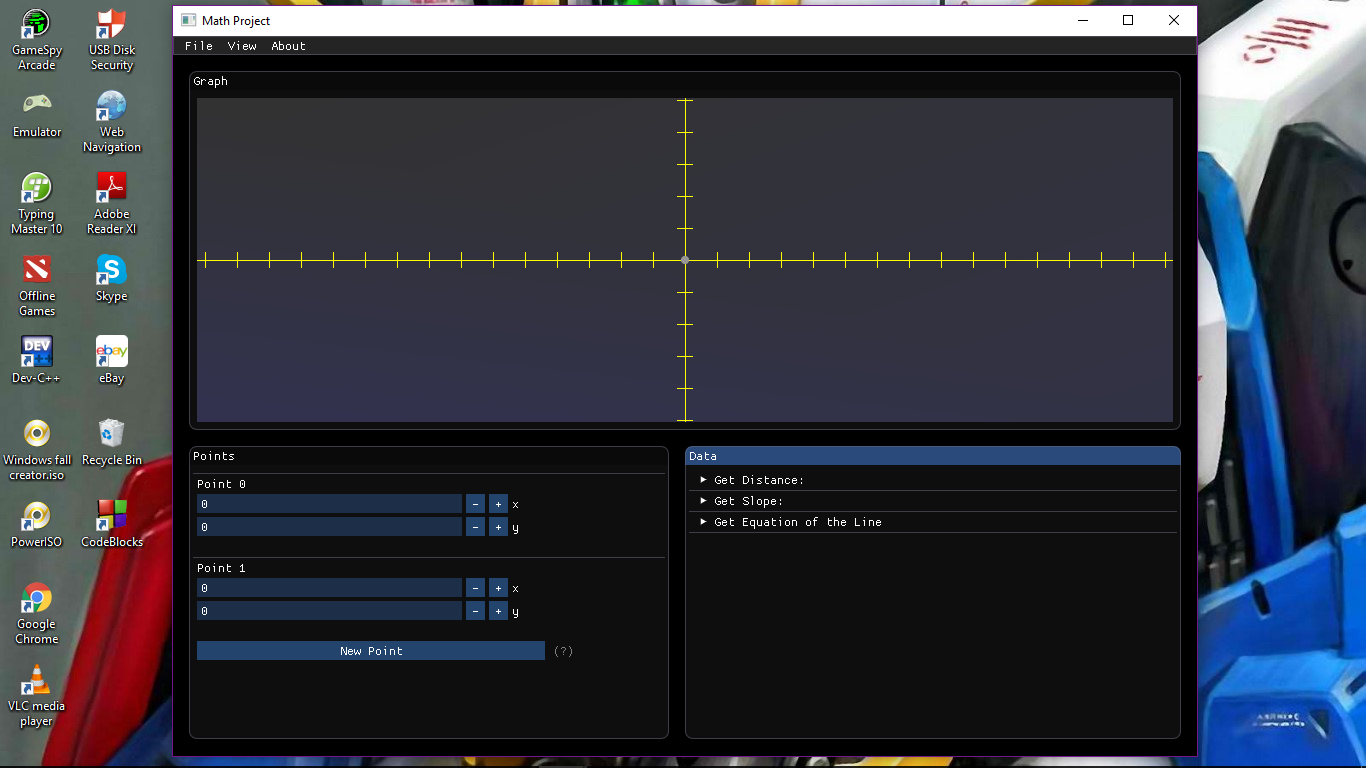 Math Project
File View About
Graph
Points
Point 0
0 - + x
0 - + y
Point 1
0 - + x
0 - + y
New Point (?)
Data
Get Distance:
Get Slope:
Get Equation of the Line
GameSpy
Arcade
USB Disk
Security
Emulator
Web
Navigation
Typing
Master 10
Adobe
Reader XI
Offline
Games
Skype
DEV
Dev-C++
ebay
eBay
Windows fall
creator.iso
Recycle Bin
PowerISO
CodeBlocks
Google
Chrome
VLC media
player